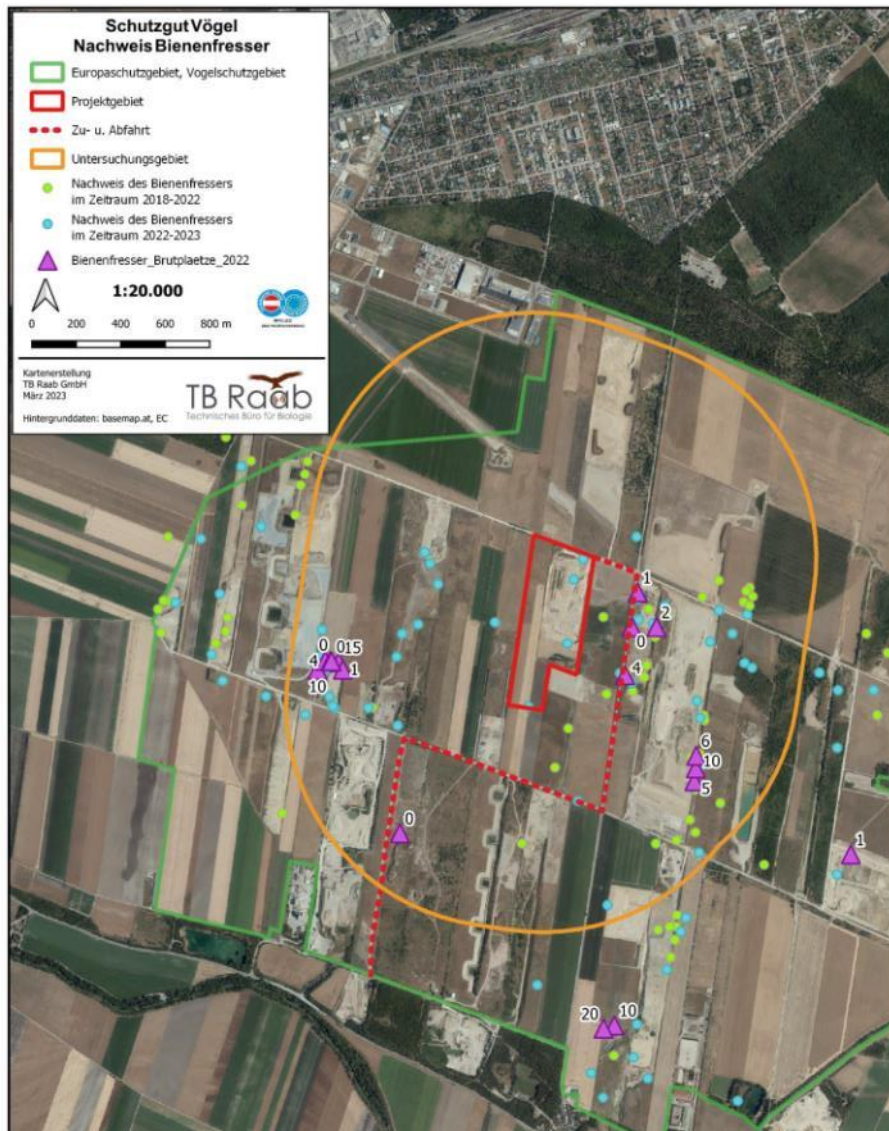 Schutzgut Vögel
Nachweis Bienenfresser
Europaschutzgebiet, Vogelschutzgebiet
Projektgebiet
Zu- u. Abfahrt
Untersuchungsgebiet
Nachweis des Bienenfressers
im Zeitraum 2018-2022
Nachweis des Bienenfressers
im Zeitraum 2022-2023
Bienenfresser_Brutplaetze_2022
1:20.000
0 200 400 600 800 m
Kartenerstellung
TB Raab GmbH
März 2023
TB Raab
Technisches Büro für Biologie
Hintergrunddaten: basemap.at, EC
1
2
0
0 015
4 1
10
4
6
10
5
0
1
20 10